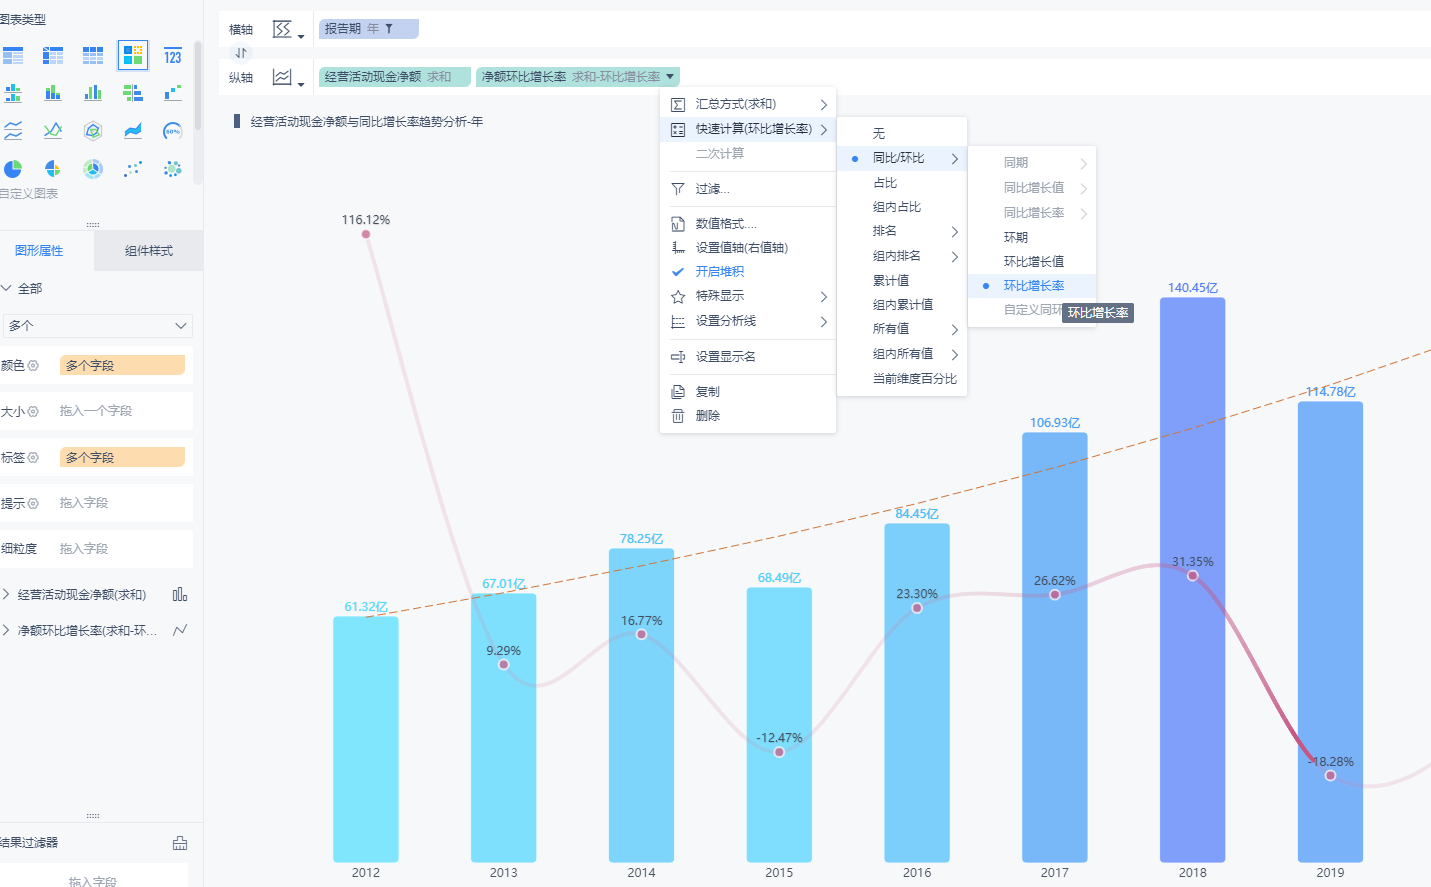 图表类型
123
60%
自定义图表
图形属性
组件样式
全部
多个
颜色
多个字段
大小
拖入一个字段
标签
多个字段
提示
拖入字段
细粒度
拖入字段
经营活动现金净额(求和)
净额环比增长率(求和-环...
结果过滤器
拖入字段
横轴
报告期 年
纵轴
经营活动现金净额 求和
净额环比增长率 求和-环比增长率
经营活动现金净额与同比增长率趋势分析-年
汇总方式(求和)
快速计算(环比增长率)
二次计算
过滤...
数值格式....
设置值轴(右值轴)
开启堆积
特殊显示
设置分析线
设置显示名
复制
删除
无
同比/环比
占比
组内占比
排名
组内排名
累计值
组内累计值
所有值
组内所有值
当前维度百分比
同期
同比增长值
同比增长率
环期
环比增长值
环比增长率
自定义同环
环比增长率
116.12%
9.29%
16.77%
-12.47%
23.30%
26.62%
31.35%
-18.28%
61.32亿
67.01亿
78.25亿
68.49亿
84.45亿
106.93亿
140.45亿
114.78亿
2012
2013
2014
2015
2016
2017
2018
2019